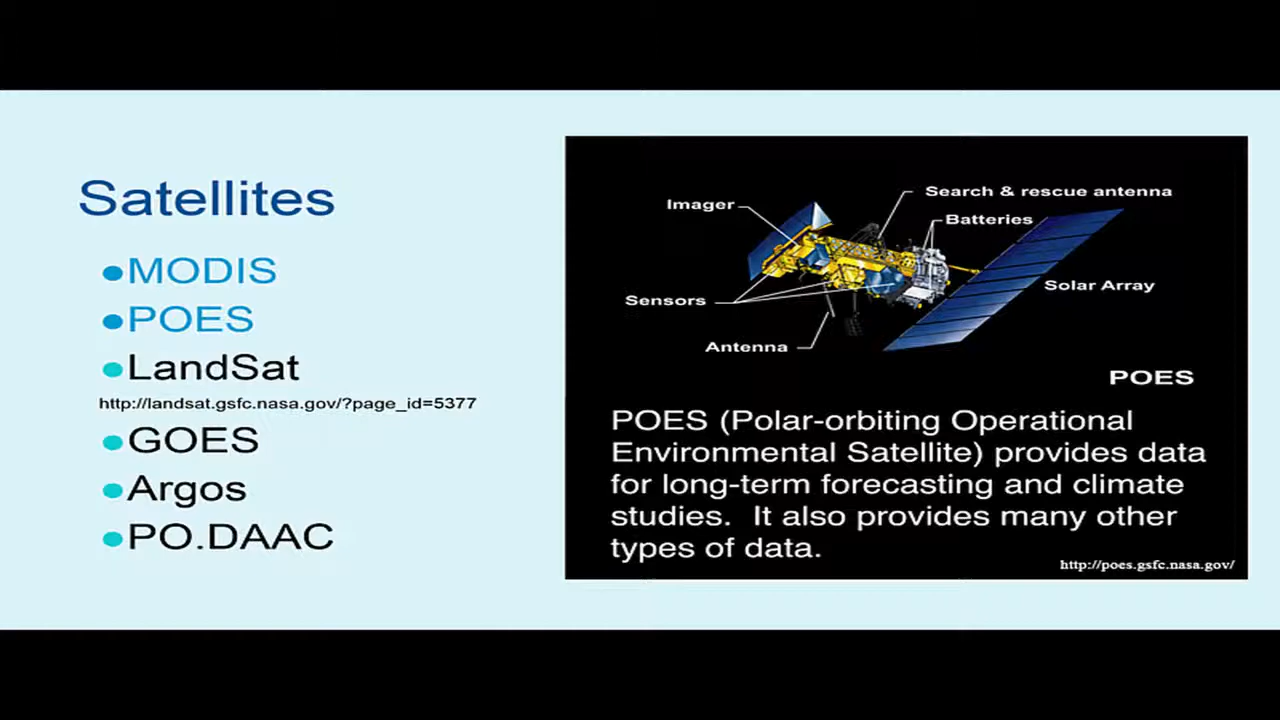 Satellites
●MODIS
●POES
●LandSat
http://landsat.gsfc.nasa.gov/?page_id=5377
●GOES
●Argos
●PO.DAAC
Imager
Search & rescue antenna
Batteries
Solar Array
Sensors
Antenna
POES
POES (Polar-orbiting Operational
Environmental Satellite) provides data
for long-term forecasting and climate
studies. It also provides many other
types of data.
http://poes.gsfc.nasa.gov/